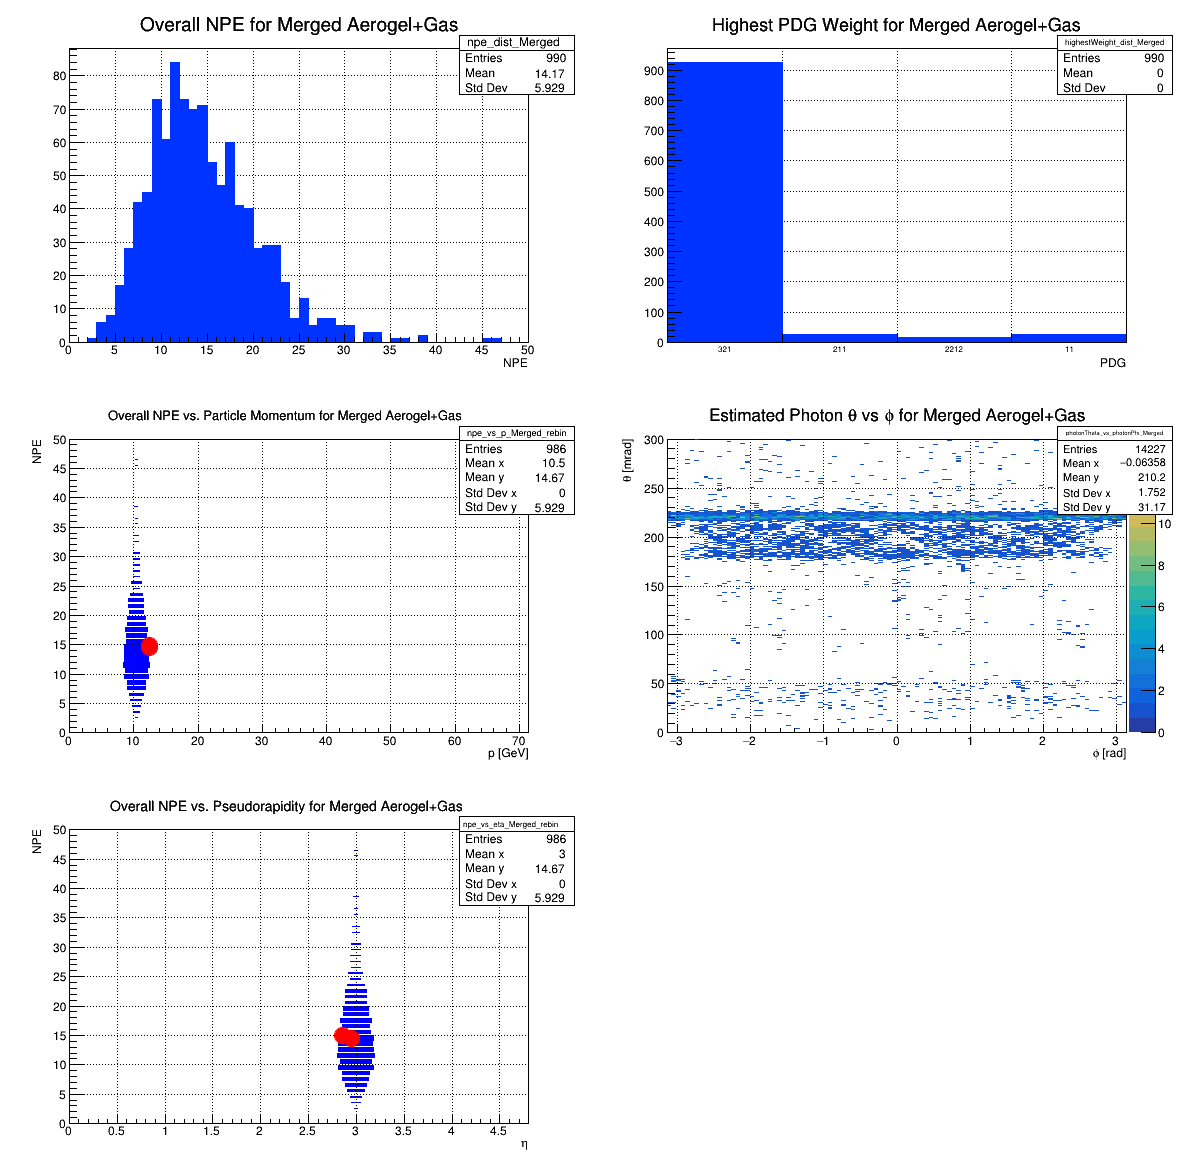 Overall NPE for Merged Aerogel+Gas
npe_dist_Merged
Entries 990
Mean 14.17
Std Dev 5.929
80
70
60
50
40
30
20
10
0
0 5 10 15 20 25 30 35 40 45 50
NPE
Highest PDG Weight for Merged Aerogel+Gas
highestWeight_dist_Merged
Entries 990
Mean 0
Std Dev 0
900
800
700
600
500
400
300
200
100
0
321 211 2212 11
PDG
Overall NPE vs. Particle Momentum for Merged Aerogel+Gas
npe_vs_p_Merged_rebin
Entries 986
Mean x 10.5
Mean y 14.67
Std Dev x 0
Std Dev y 5.929
NPE
50
45
40
35
30
25
20
15
10
5
0
0 10 20 30 40 50 60 70
p [GeV]
Estimated Photon θ vs ϕ for Merged Aerogel+Gas
photonTheta_vs_photonPhi_Merged
Entries 14227
Mean x −0.06358
Mean y 210.2
Std Dev x 1.752
Std Dev y 31.17
θ [mrad]
300
250
200
150
100
50
0
−3 −2 −1 0 1 2 3
ϕ [rad]
10
8
6
4
2
0
Overall NPE vs. Pseudorapidity for Merged Aerogel+Gas
npe_vs_eta_Merged_rebin
Entries 986
Mean x 3
Mean y 14.67
Std Dev x 0
Std Dev y 5.929
NPE
50
45
40
35
30
25
20
15
10
5
0
0 0.5 1 1.5 2 2.5 3 3.5 4 4.5
η